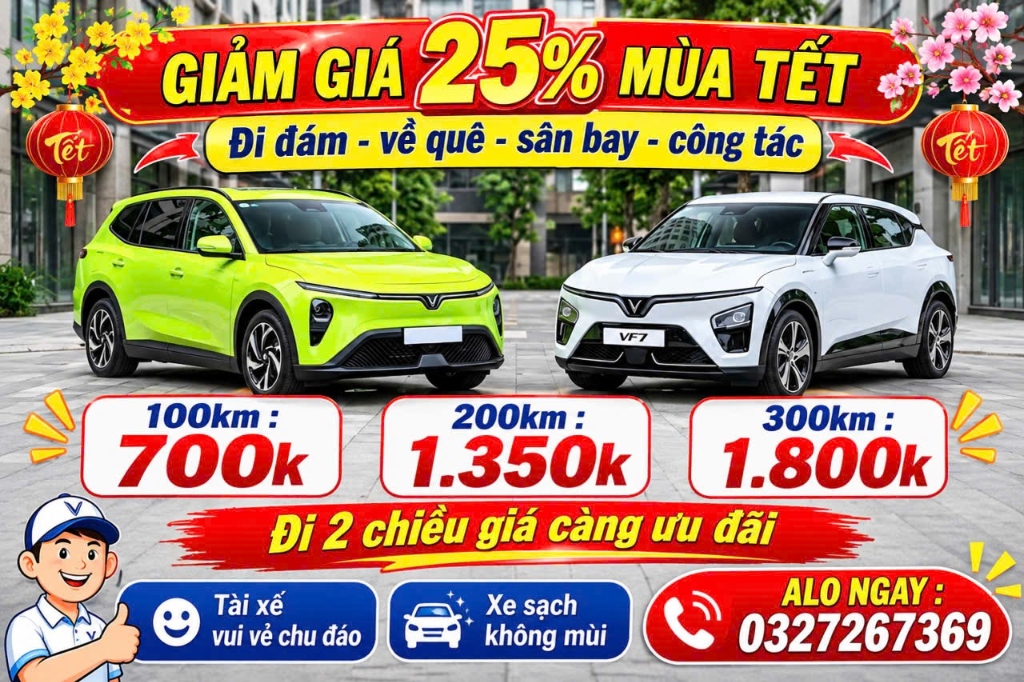 GIẢM GIÁ 25% MÙA TẾT
Đi đám - về quê - sân bay - công tác
Tết
Tết
VF7
100km :
700k
200km :
1.350k
300km :
1.800k
Đi 2 chiều giá càng ưu đãi
Tài xế
vui vẻ chu đáo
Xe sạch
không mùi
ALO NGAY :
0327267369